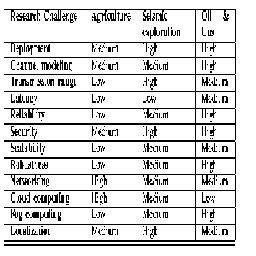 Research Challenge Agriculture Seismic Oil &
exploration Gas
Deployment Medium High High
Channel modeling Medium Medium High
Transmission range Low High Medium
Latency Low Low Medium
Reliability Low Medium High
Security Medium High High
Scalability Low Medium Medium
Robustness Low Medium High
Networking High Medium Medium
Cloud computing High Medium Low
Fog computing Low Medium High
Localization Medium High Medium